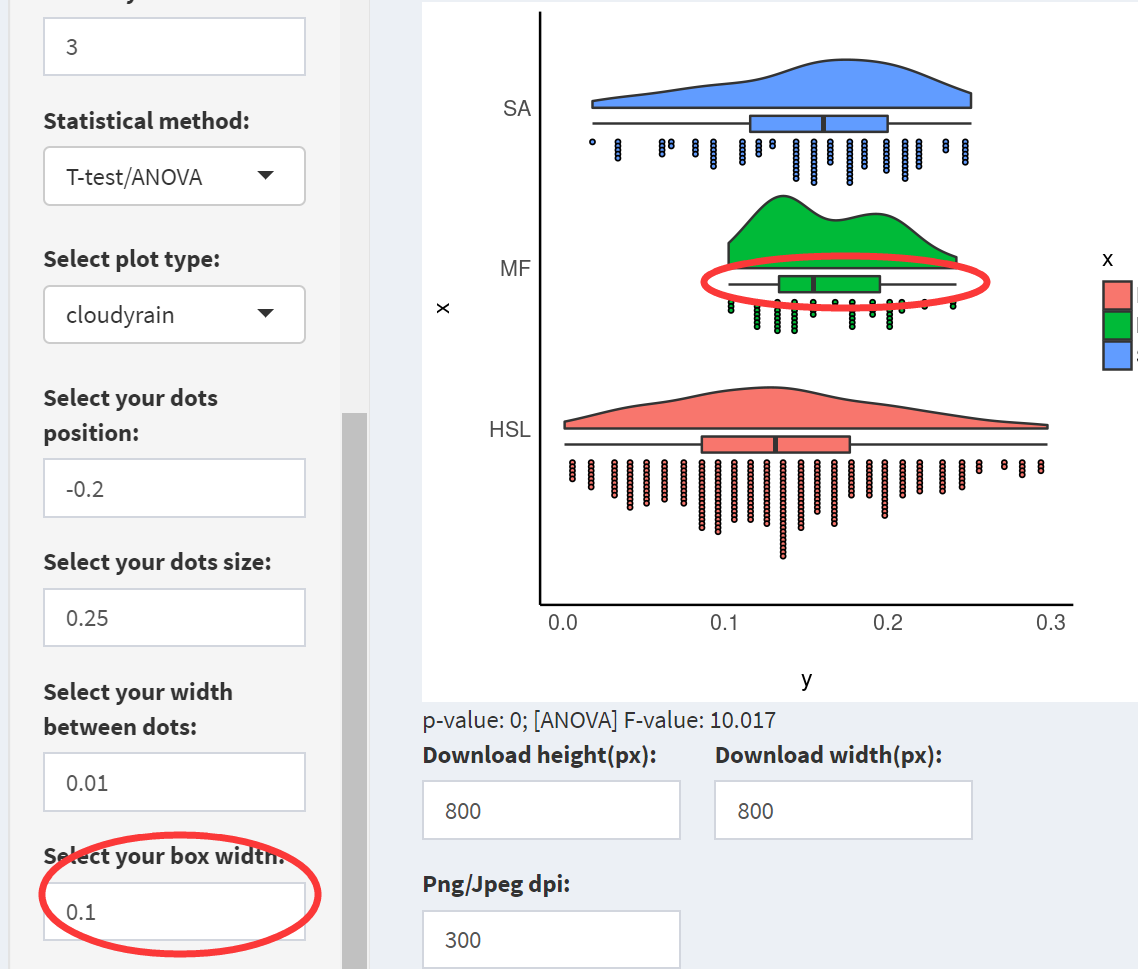 3
Statistical method:
T-test/ANOVA
Select plot type:
cloudyrain
Select your dots
position:
-0.2
Select your dots size:
0.25
Select your width
between dots:
0.01
Select your box width:
0.1
SA
MF
HSL
x
0.0 0.1 0.2 0.3
y
x
p-value: 0; [ANOVA] F-value: 10.017
Download height(px): Download width(px):
800 800
Png/Jpeg dpi:
300